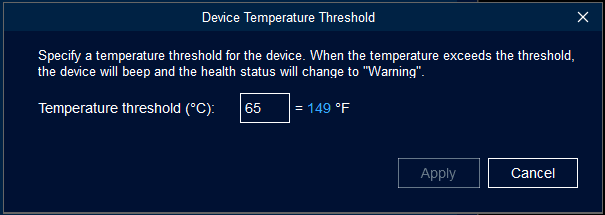 Device Temperature Threshold
Specify a temperature threshold for the device. When the temperature exceeds the threshold,
the device will beep and the health status will change to "Warning".
Temperature threshold (°C): 65 = 149 °F
Apply Cancel